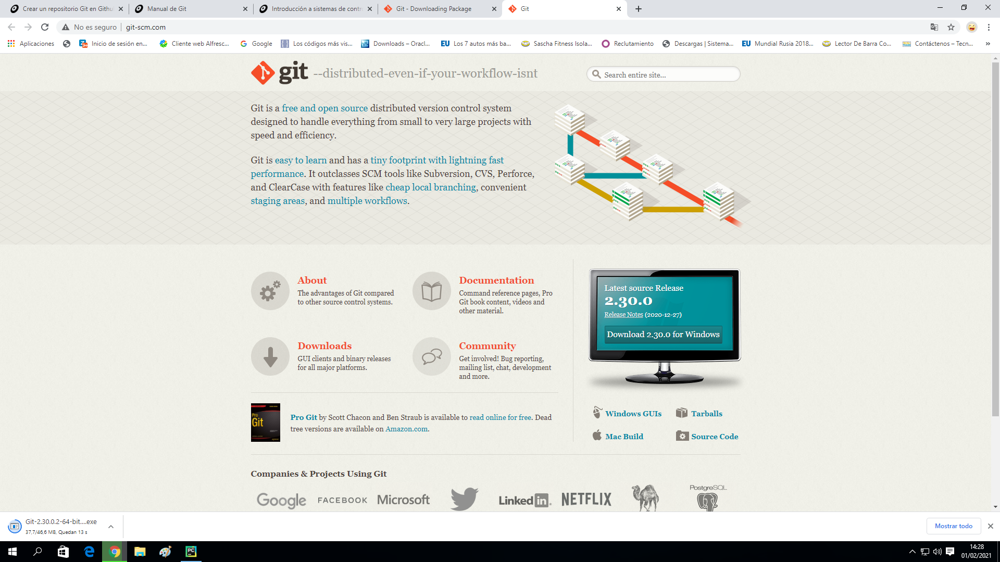 Crear un repositorio Git en Githu
Manual de Git
Introducción a sistemas de contr
Git - Downloading Package
Git
No es seguro
git-scm.com
Aplicaciones
Inicio de sesión en...
Cliente web Alfresc...
Google
Los códigos más vis...
Downloads – Oracl...
EU Los 7 autos más ba...
Sascha Fitness Isola...
Reclutamiento
Descargas | Sistema...
EU Mundial Rusia 2018...
Lector De Barra Co...
Contáctenos – Tecn...
»
git --distributed-even-if-your-workflow-isnt
Search entire site...
Git is a free and open source distributed version control system
designed to handle everything from small to very large projects with
speed and efficiency.
Git is easy to learn and has a tiny footprint with lightning fast
performance. It outclasses SCM tools like Subversion, CVS, Perforce,
and ClearCase with features like cheap local branching, convenient
staging areas, and multiple workflows.
About
The advantages of Git compared
to other source control systems.
Documentation
Command reference pages, Pro
Git book content, videos and
other material.
Downloads
GUI clients and binary releases
for all major platforms.
Community
Get involved! Bug reporting,
mailing list, chat, development
and more.
Latest source Release
2.30.0
Release Notes (2020-12-27)
Download 2.30.0 for Windows
Pro
Git
Pro Git by Scott Chacon and Ben Straub is available to read online for free. Dead
tree versions are available on Amazon.com.
Windows GUIs
Tarballs
Mac Build
Source Code
Companies & Projects Using Git
Google
FACEBOOK
Microsoft
Linked in
NETFLIX
PostgreSQL
Git-2.30.0.2-64-bit....exe
37,7/46,6 MB, Quedan 13 s
Mostrar todo
PC
14:28
01/02/2021